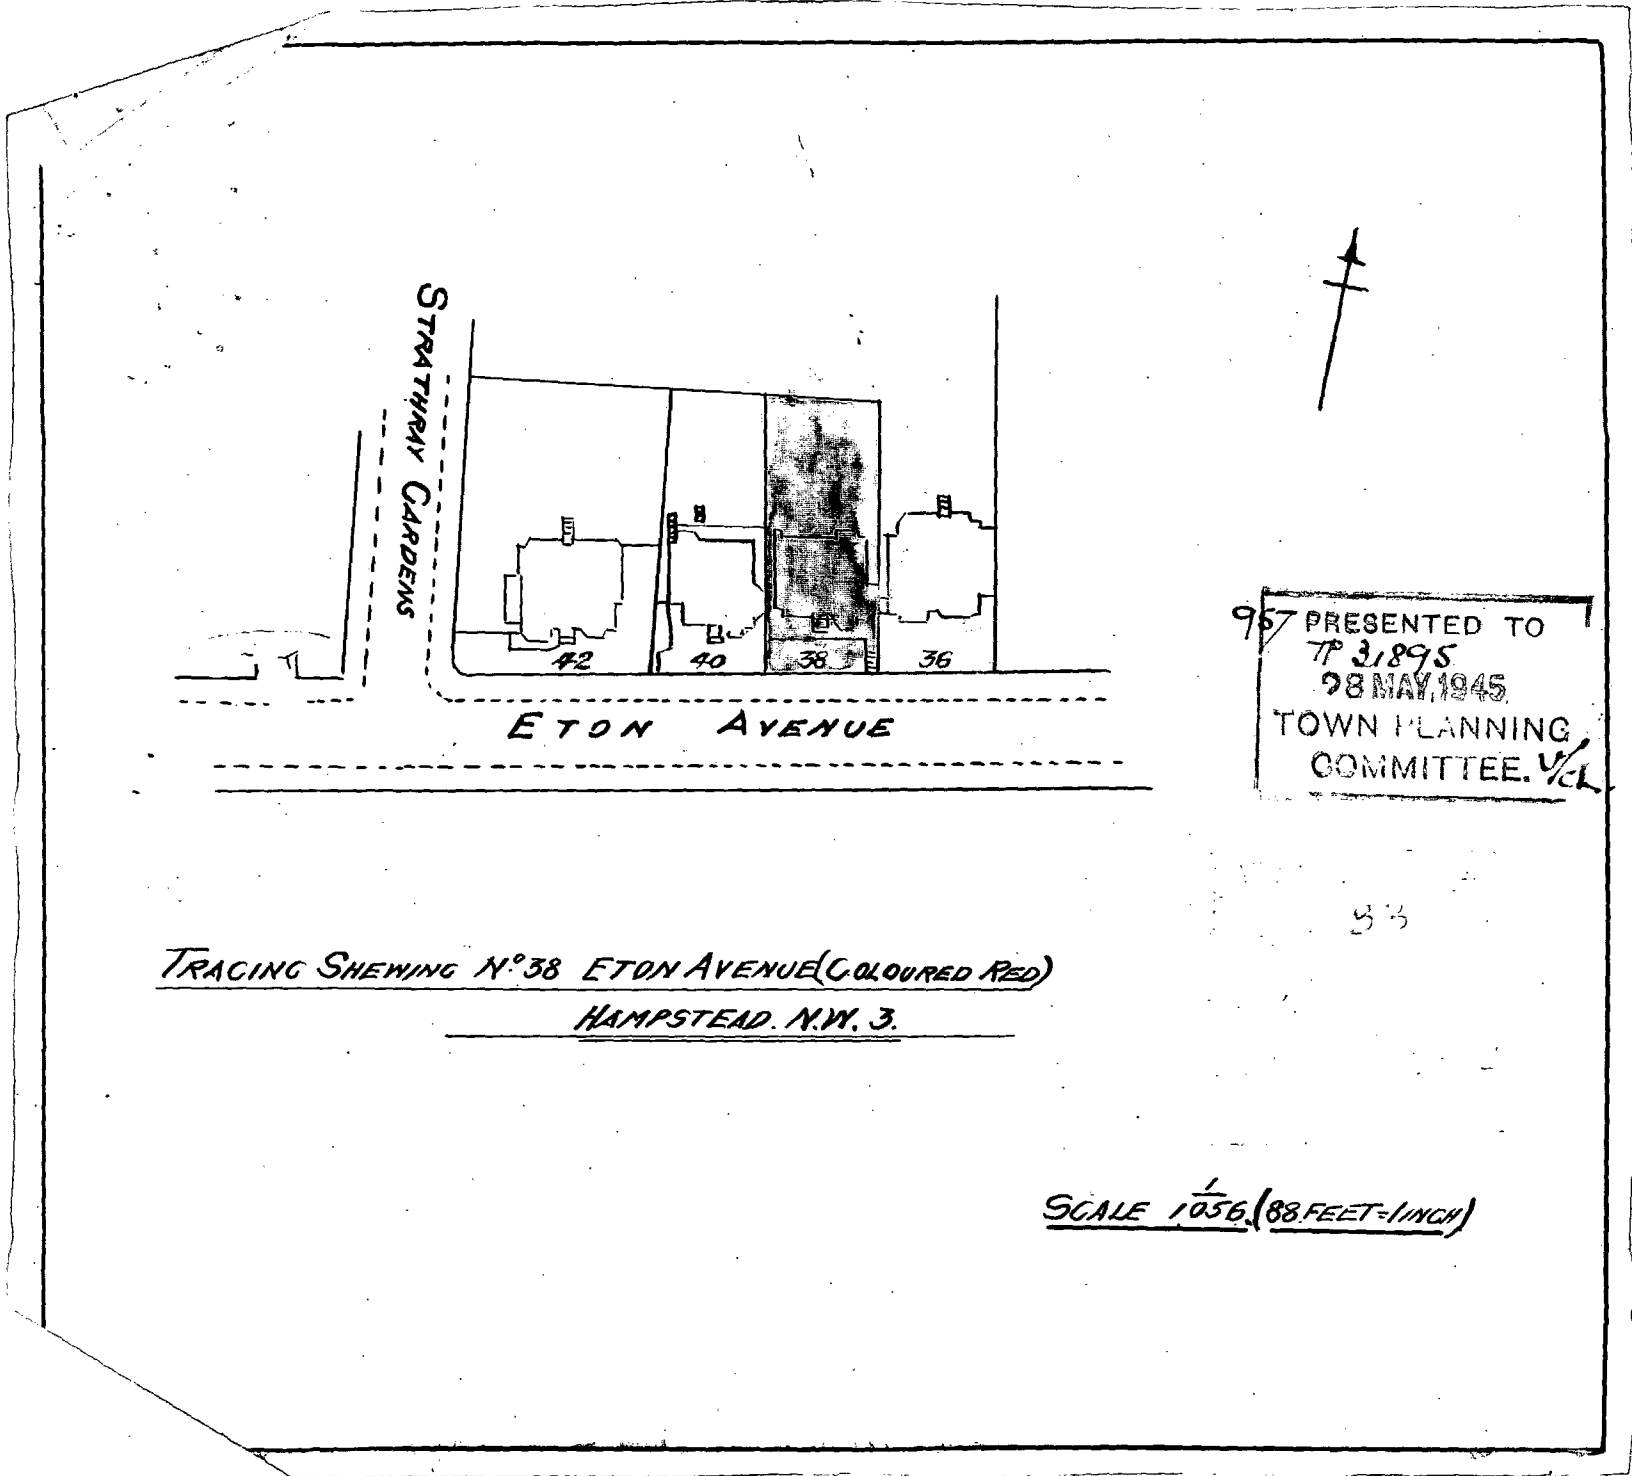 STRATHRAY GARDENS
42 40 38 36
ETON AVENUE
957 PRESENTED TO
TP 31895
28 MAY 1945
TOWN PLANNING
COMMITTEE.
TRACING SHEWING No 38 ETON AVENUE (COLOURED RED)
HAMPSTEAD. N.W. 3.
SCALE 1/1056. (88 FEET = 1 INCH)